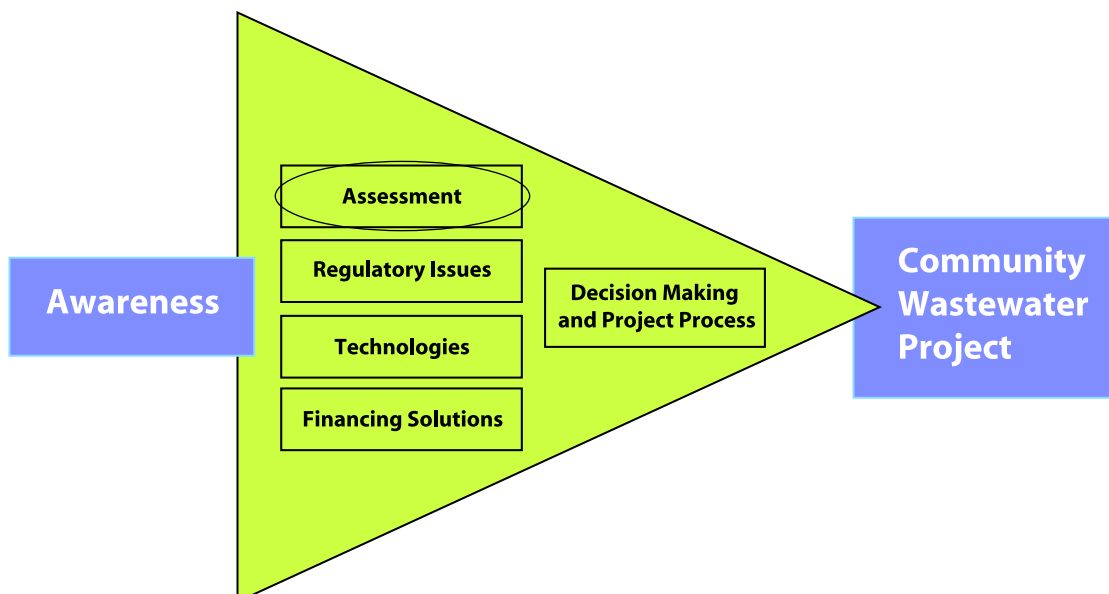 Awareness
Assessment
Regulatory Issues
Technologies
Financing Solutions
Decision Making
and Project Process
Community
Wastewater
Project